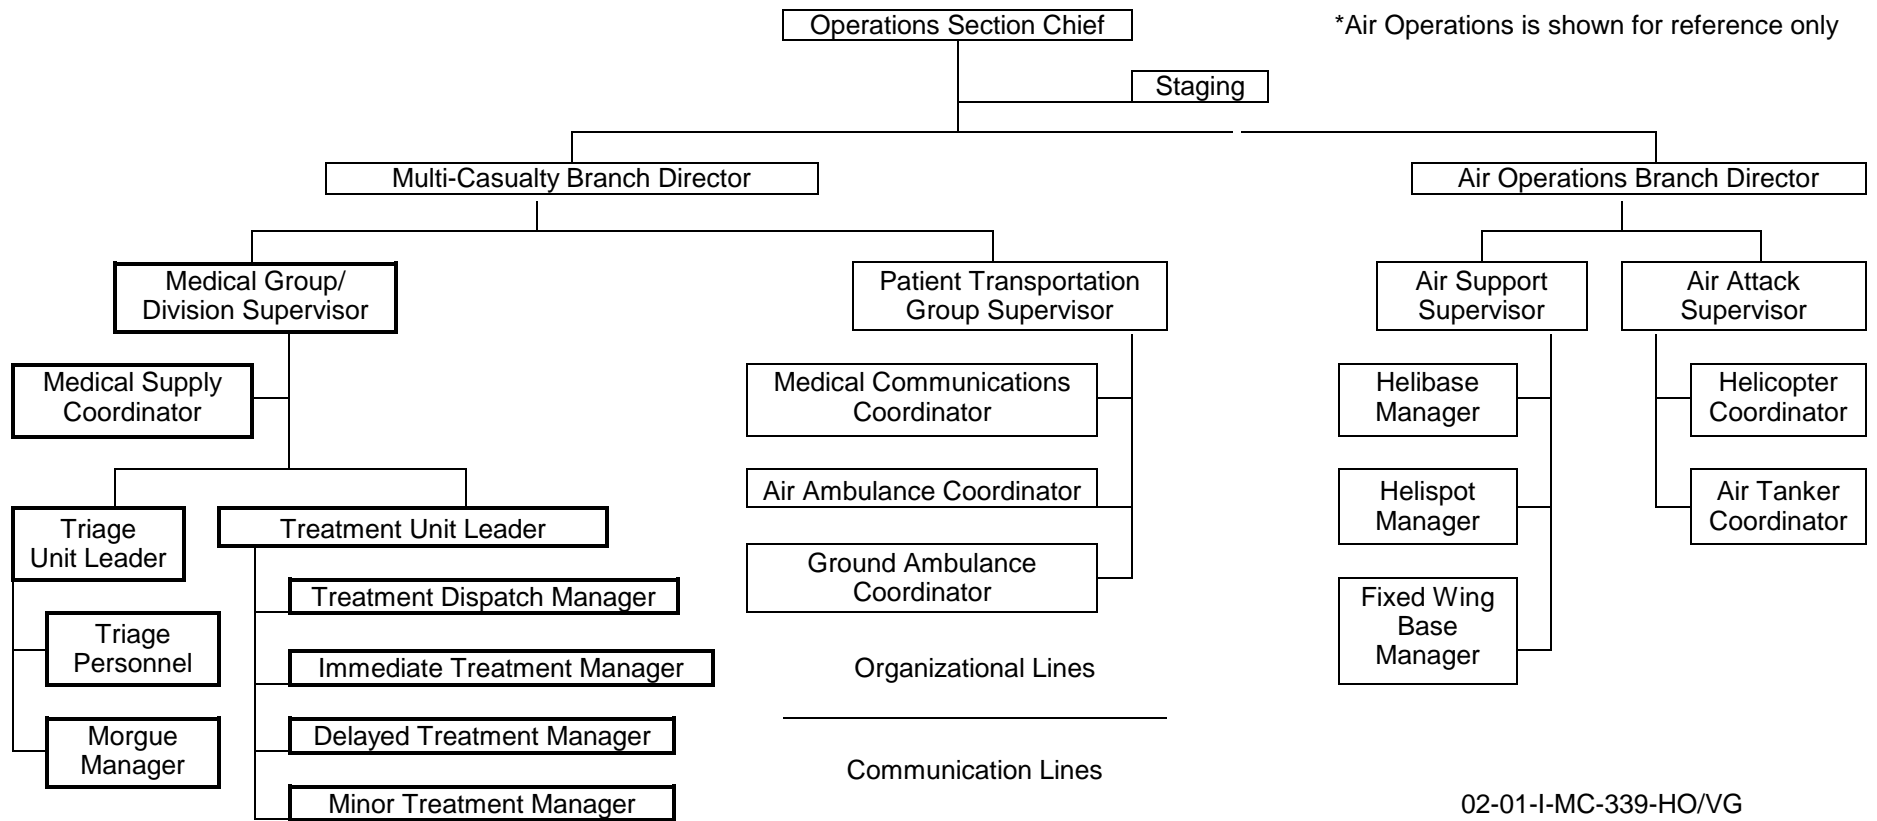 Operations Section Chief
*Air Operations is shown for reference only
Staging
Multi-Casualty Branch Director
Air Operations Branch Director
Medical Group/
Division Supervisor
Patient Transportation
Group Supervisor
Air Support
Supervisor
Air Attack
Supervisor
Medical Supply
Coordinator
Medical Communications
Coordinator
Helibase
Manager
Helicopter
Coordinator
Air Ambulance Coordinator
Helispot
Manager
Air Tanker
Coordinator
Triage
Unit Leader
Treatment Unit Leader
Ground Ambulance
Coordinator
Treatment Dispatch Manager
Fixed Wing
Base
Manager
Triage
Personnel
Immediate Treatment Manager
Organizational Lines
Morgue
Manager
Delayed Treatment Manager
Communication Lines
Minor Treatment Manager
02-01-I-MC-339-HO/VG